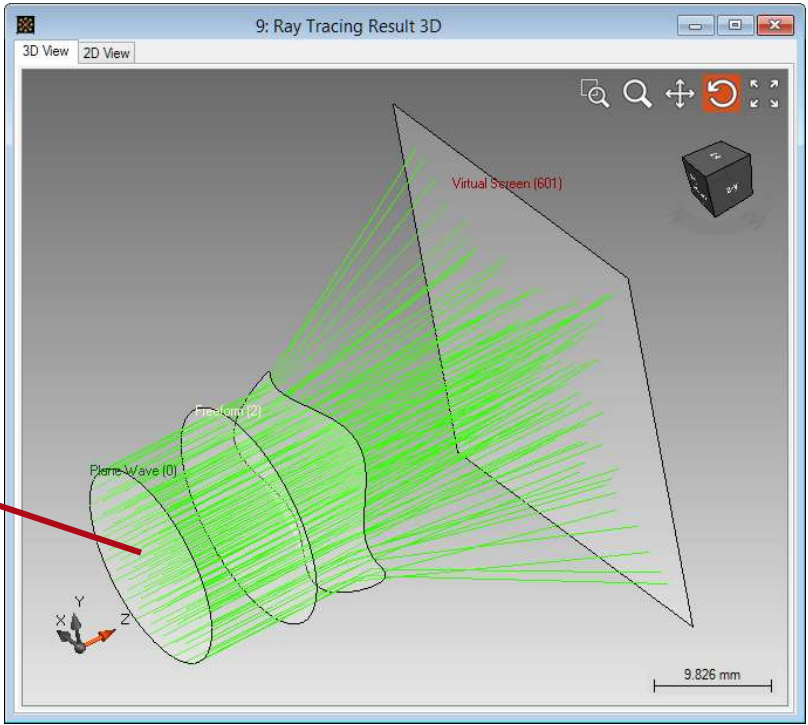 9: Ray Tracing Result 3D
3D View
2D View
Virtual Screen (601)
Freeform (2)
Plane Wave (0)
Y
X
Z
9.826 mm